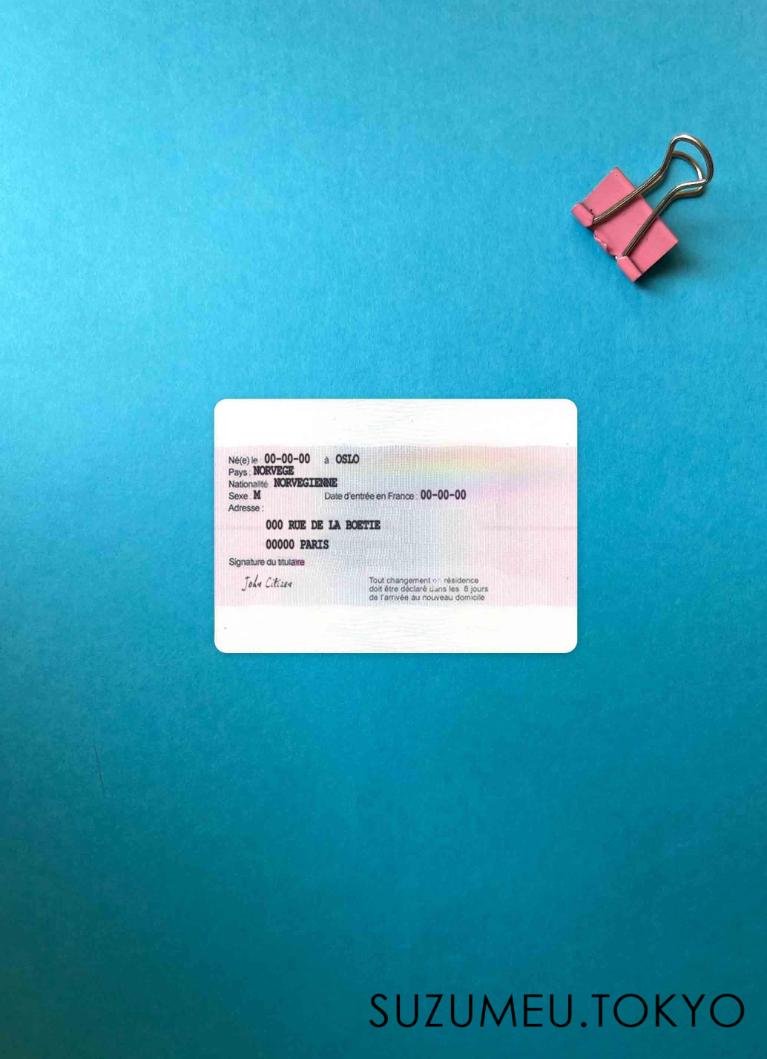 Né(e) le 00-00-00 à OSLO
Pays : NORVEGE
Nationalité NORVEGIENNE
Sexe M Date d'entrée en France : 00-00-00
Adresse :
000 RUE DE LA BOETIE
00000 PARIS
Signature du titulaire
John Citizen
Tout changement de résidence
doit être déclaré dans les 8 jours
de l'arrivée au nouveau domicile
SUZUMEU.TOKYO